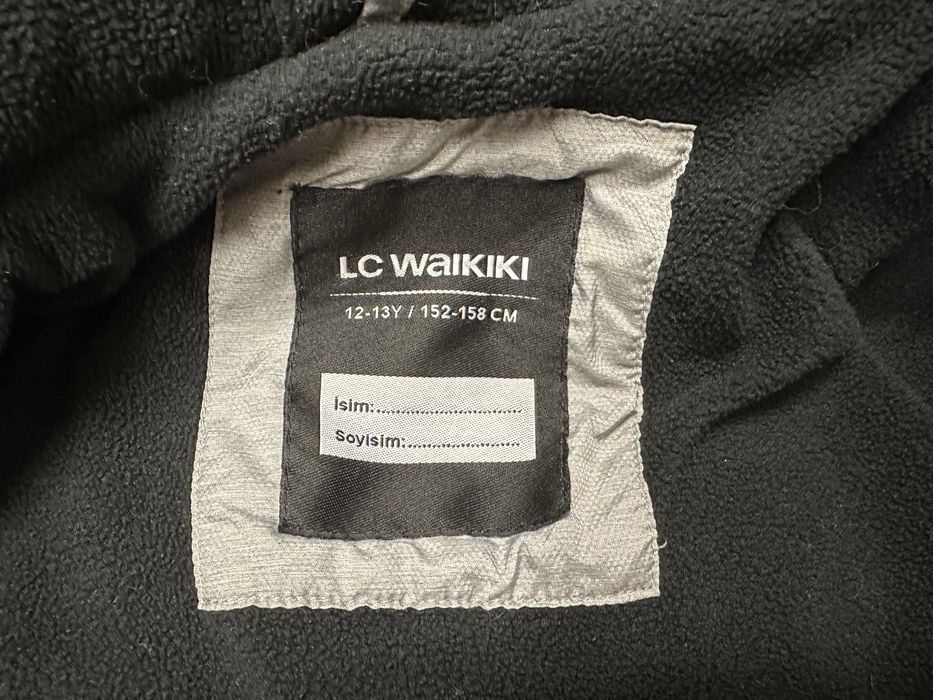 LC WAIKIKI
12-13Y / 152-158 CM
İsim:..............................
Soyisim:.......................